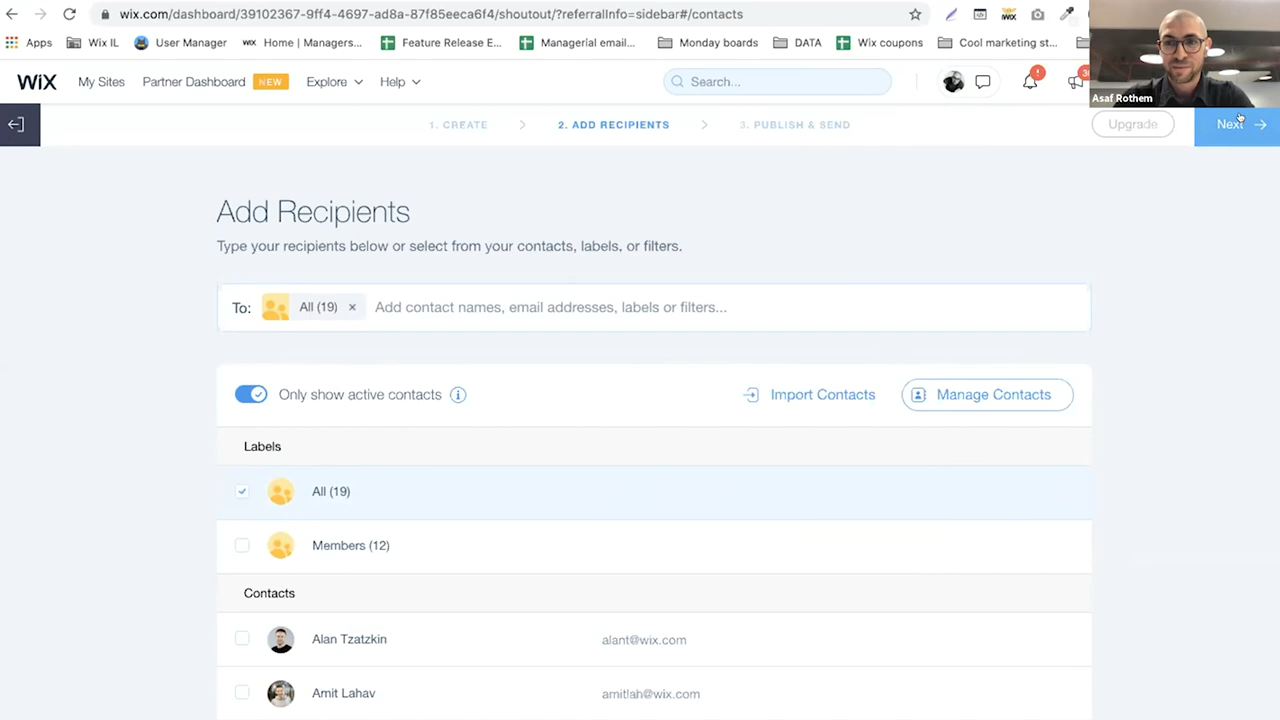 wix.com/dashboard/39102367-9ff4-4697-ad8a-87f85eeca6f4/shoutout/?referralInfo=sidebar#/contacts
Apps Wix IL User Manager WIX Home | Managers... Feature Release E... Managerial email... Monday boards DATA Wix coupons Cool marketing st...
WiX My Sites Partner Dashboard NEW Explore Help Search...
Asaf Rothem
1. CREATE 2. ADD RECIPIENTS 3. PUBLISH & SEND Upgrade Next
Add Recipients
Type your recipients below or select from your contacts, labels, or filters.
To: All (19) × Add contact names, email addresses, labels or filters...
Only show active contacts Import Contacts Manage Contacts
Labels
All (19)
Members (12)
Contacts
Alan Tzatzkin alant@wix.com
Amit Lahav amitlah@wix.com